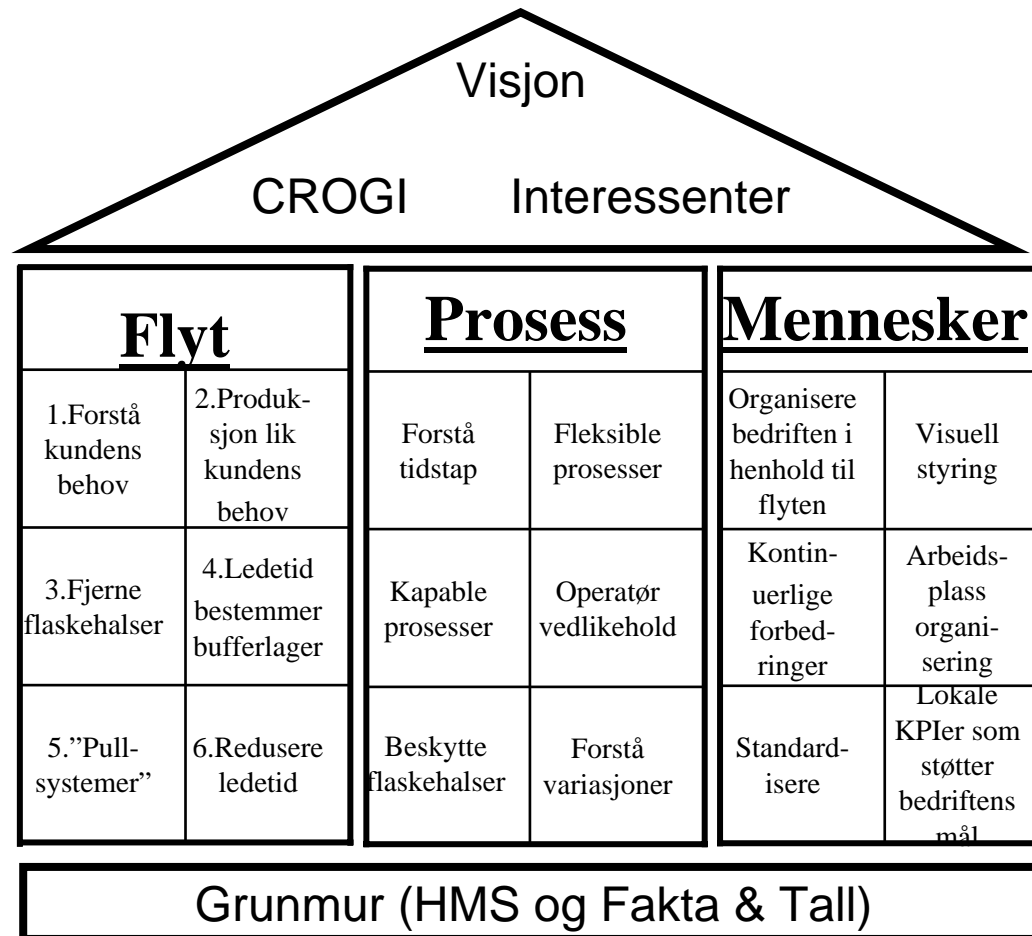 Visjon
CROGI Interessenter
Flyt
1.Forstå
kundens
behov
2.Produk-
sjon lik
kundens
behov
3.Fjerne
flaskehalser
4.Ledetid
bestemmer
bufferlager
5.”Pull-
systemer”
6.Redusere
ledetid
Prosess
Forstå
tidstap
Fleksible
prosesser
Kapable
prosesser
Operatør
vedlikehold
Beskytte
flaskehalser
Forstå
variasjoner
Mennesker
Organisere
bedriften i
henhold til
flyten
Visuell
styring
Kontin-
uerlige
forbed-
ringer
Arbeids-
plass
organi-
sering
Standard-
isere
Lokale
KPIer som
støtter
bedriftens
mål
Grunmur (HMS og Fakta & Tall)